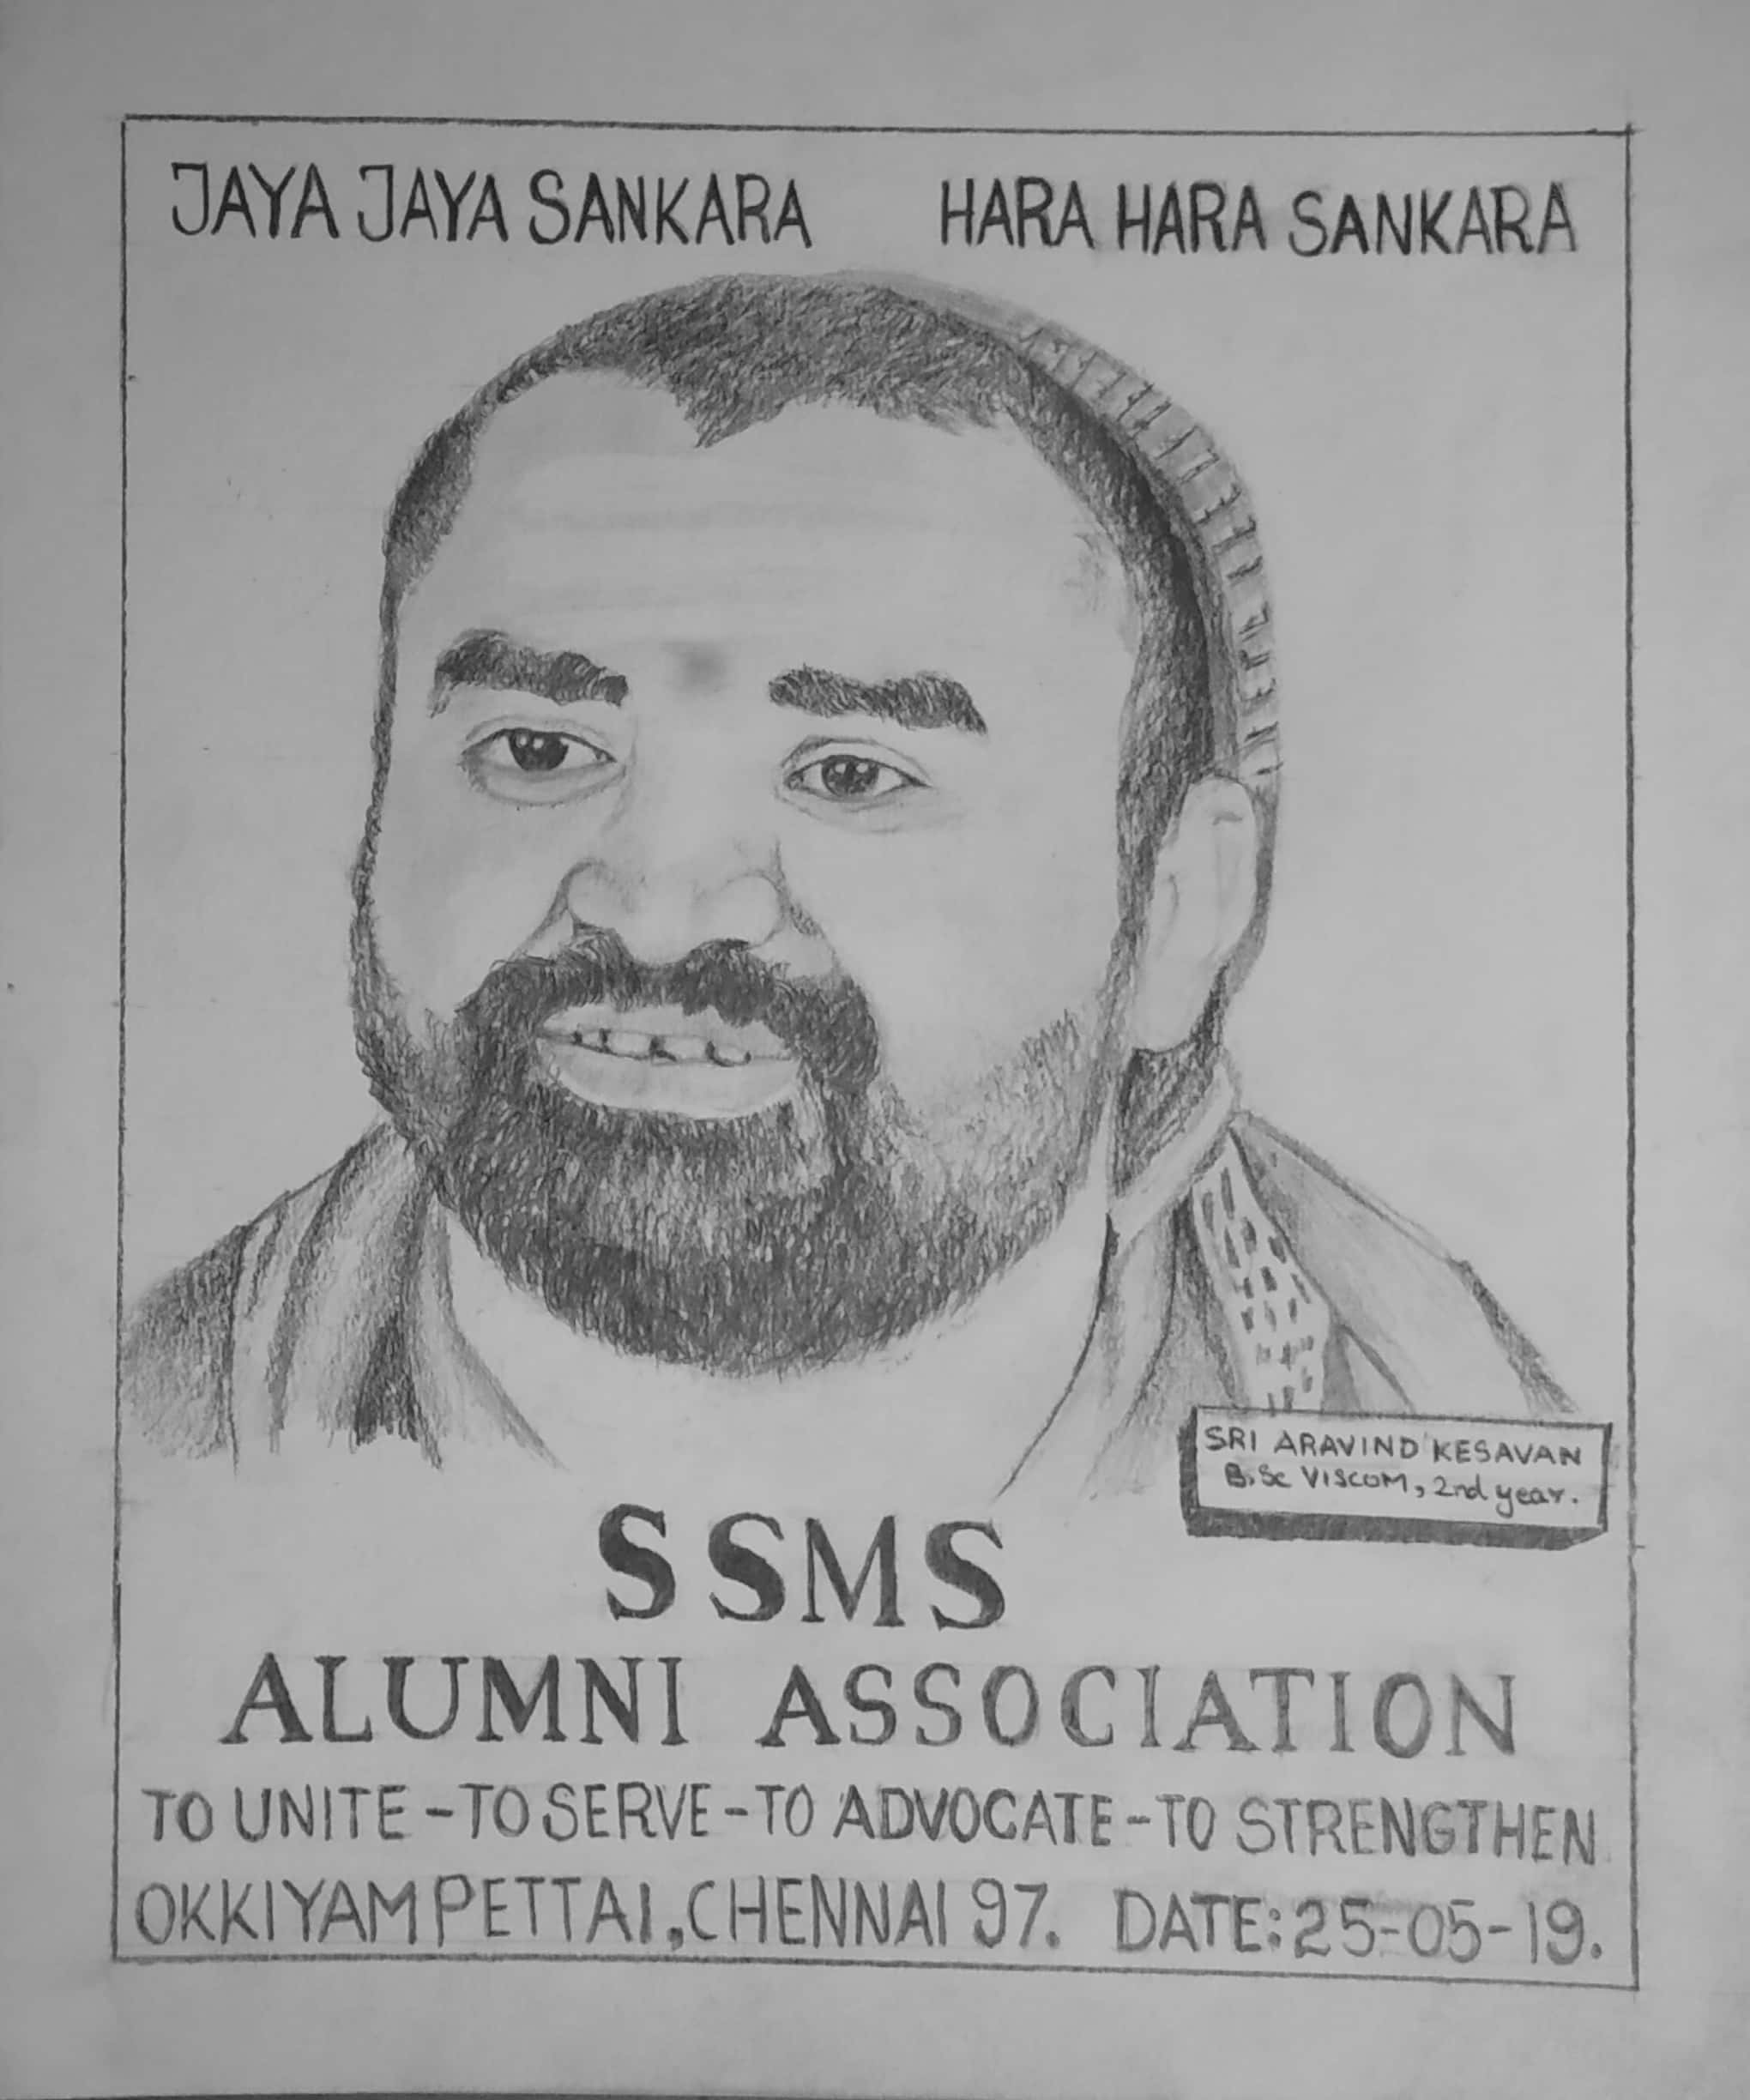 JAYA JAYA SANKARA HARA HARA SANKARA
SRI ARAVIND KESAVAN
B.Sc VISCOM, 2nd year.
SSMS
ALUMNI ASSOCIATION
TO UNITE - TO SERVE - TO ADVOCATE - TO STRENGTHEN
OKKIYAMPETTAI, CHENNAI 97. DATE: 25-05-19.